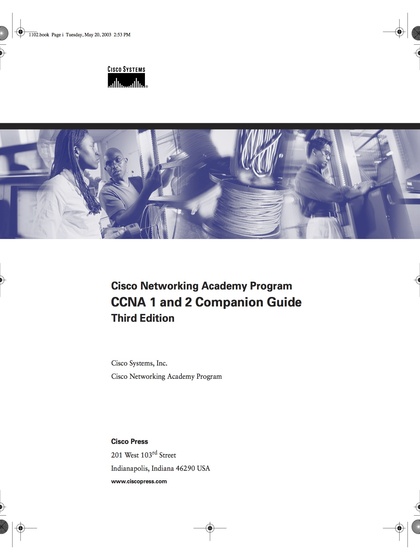 1102.book Page i Tuesday, May 20, 2003 2:53 PM
CISCO SYSTEMS
Cisco Networking Academy Program
CCNA 1 and 2 Companion Guide
Third Edition
Cisco Systems, Inc.
Cisco Networking Academy Program
Cisco Press
201 West 103rd Street
Indianapolis, Indiana 46290 USA
www.ciscopress.com